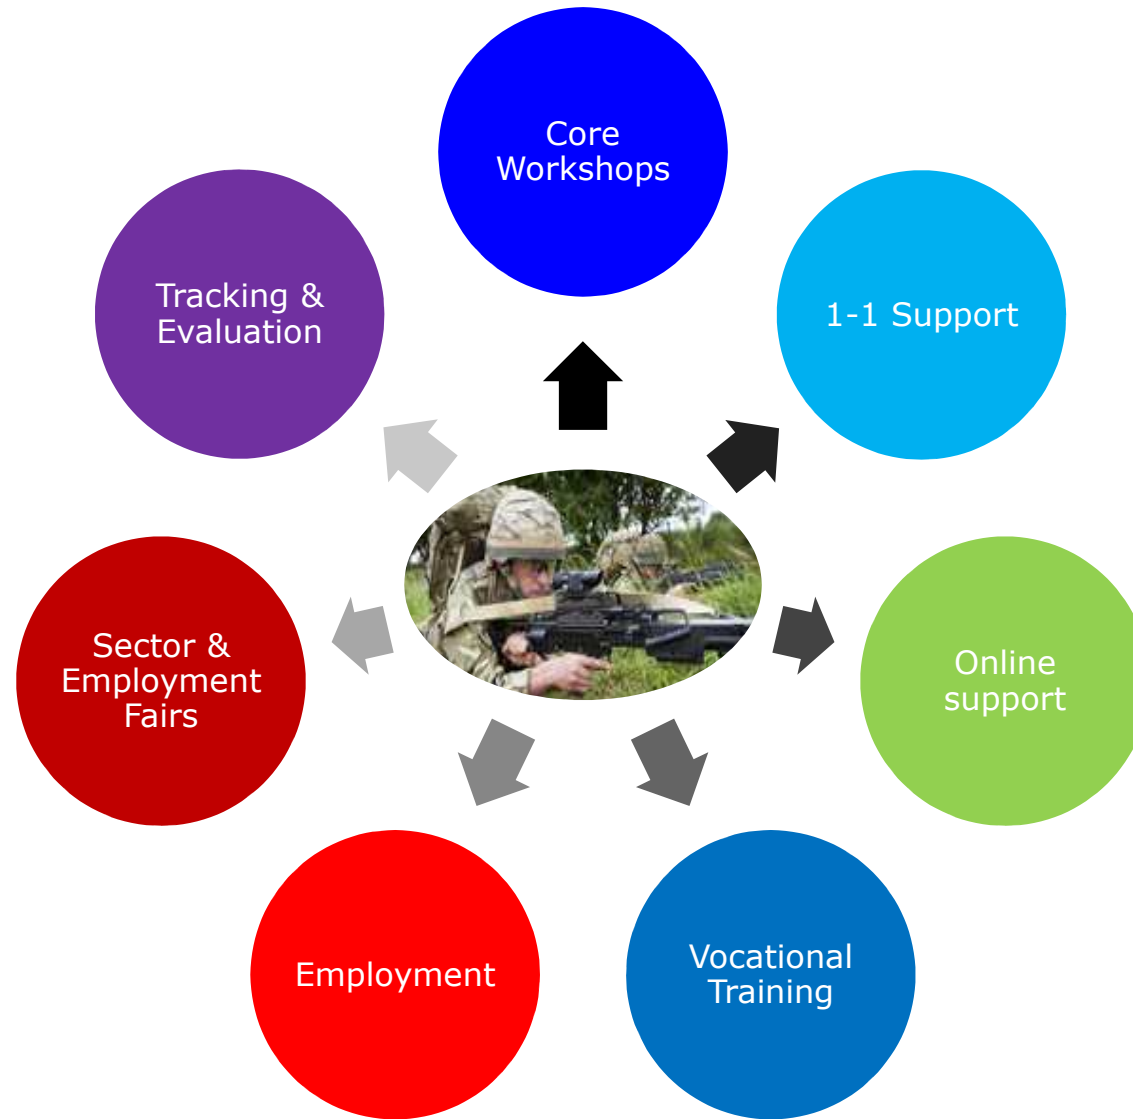 Core
Workshops
1-1 Support
Online
support
Vocational
Training
Employment
Sector &
Employment
Fairs
Tracking &
Evaluation